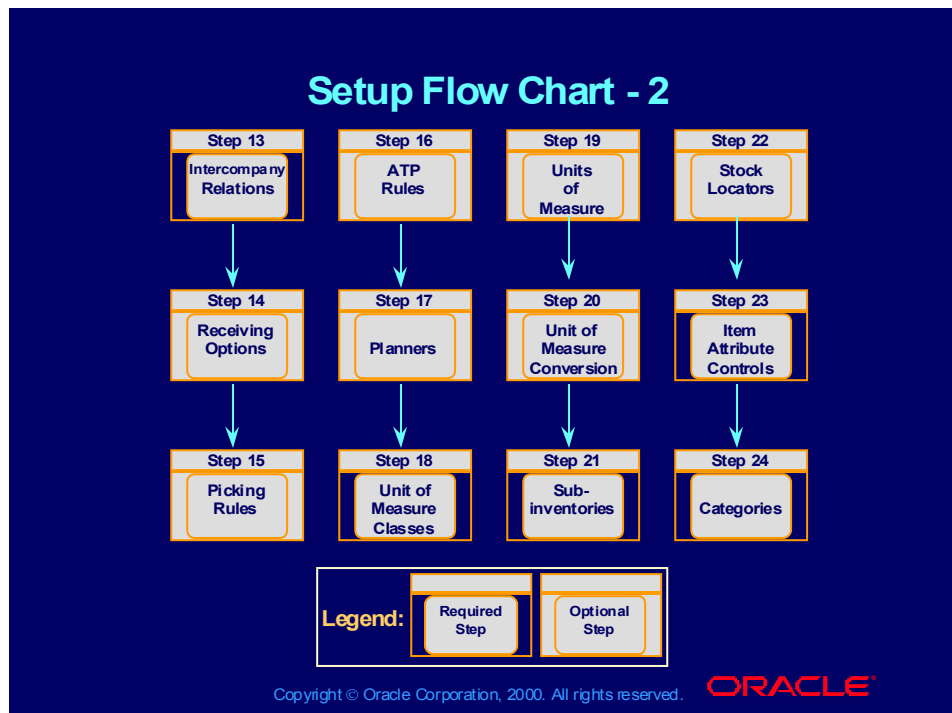 Setup Flow Chart - 2
Step 13
Intercompany
Relations
Step 14
Receiving
Options
Step 15
Picking
Rules
Step 16
ATP
Rules
Step 17
Planners
Step 18
Unit of
Measure
Classes
Step 19
Units
of
Measure
Step 20
Unit of
Measure
Conversion
Step 21
Sub-
inventories
Step 22
Stock
Locators
Step 23
Item
Attribute
Controls
Step 24
Categories
Legend:
Required
Step
Optional
Step
Copyright © Oracle Corporation, 2000. All rights reserved.
ORACLE®